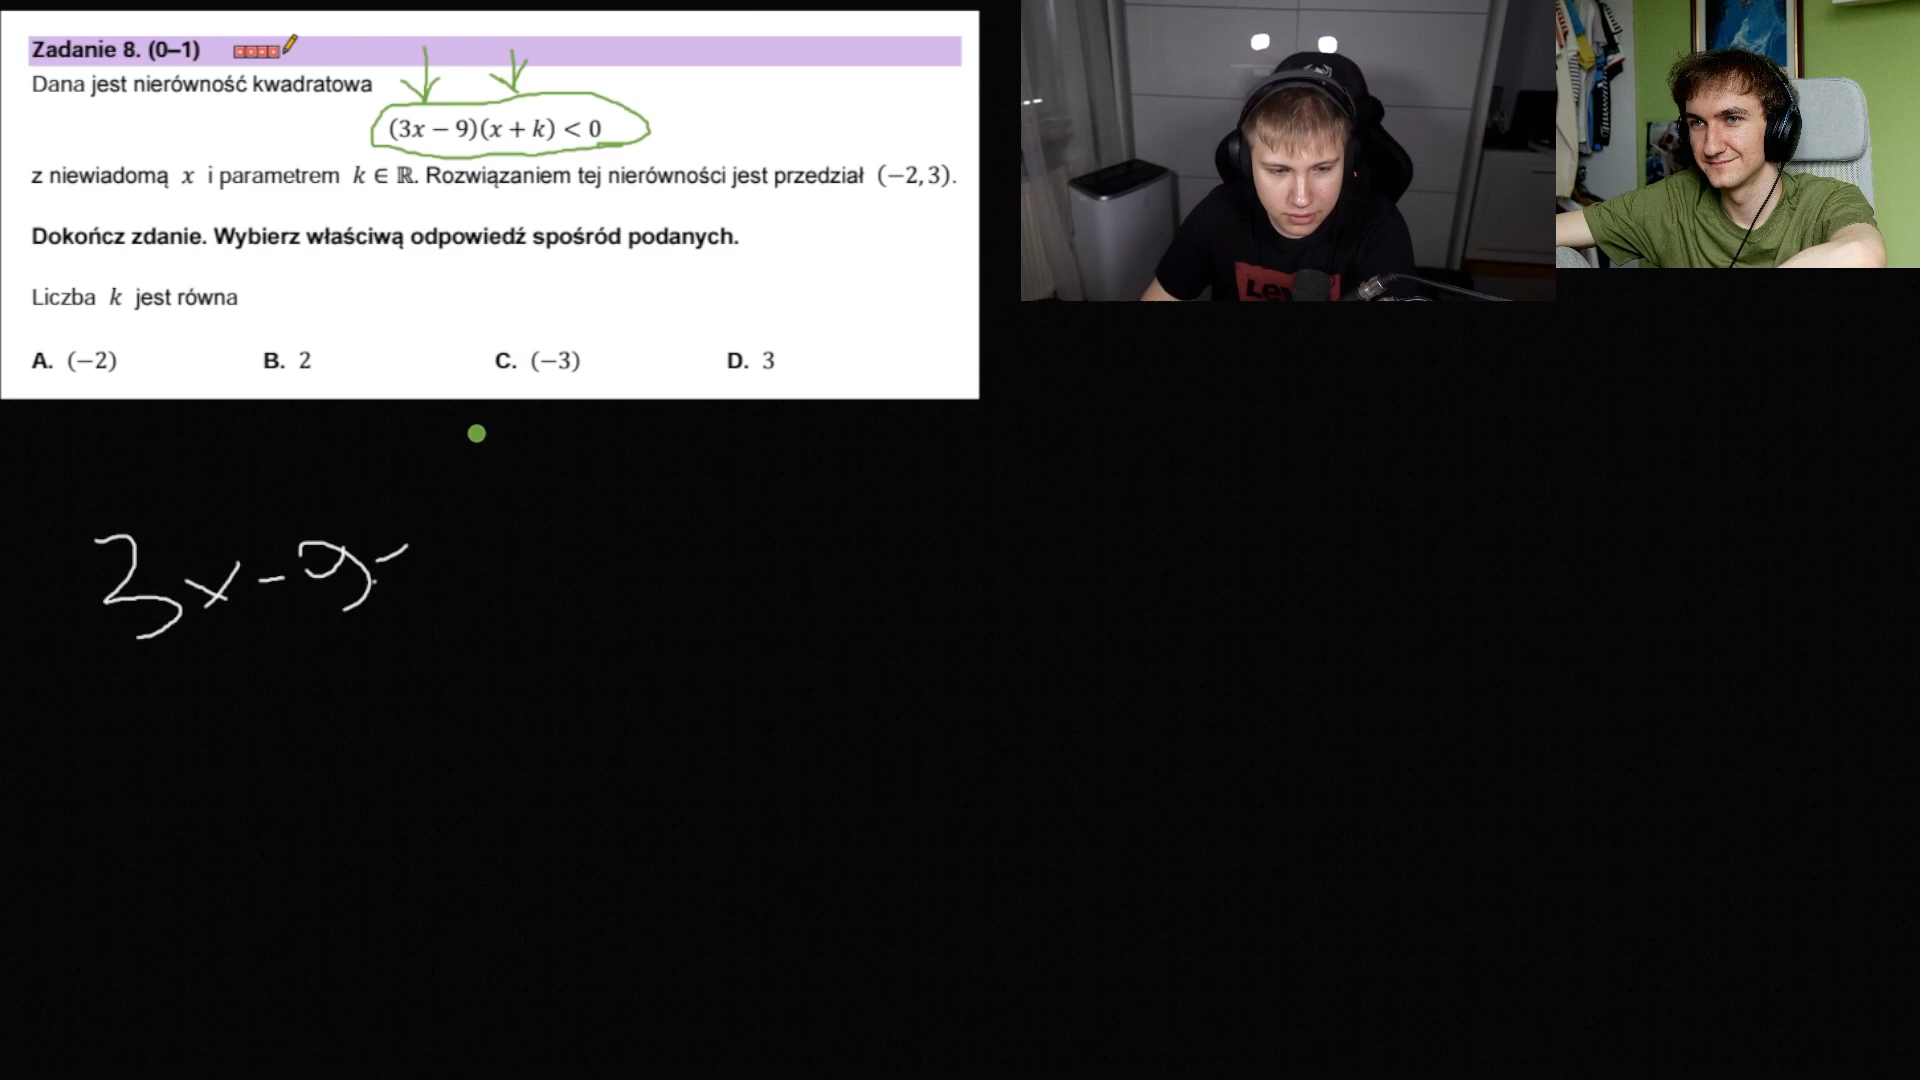 Zadanie 8. (0–1)
Dana jest nierówność kwadratowa
(3x − 9)(x + k) < 0
z niewiadomą x i parametrem k ∈ ℝ. Rozwiązaniem tej nierówności jest przedział (−2, 3).
Dokończ zdanie. Wybierz właściwą odpowiedź spośród podanych.
Liczba k jest równa
A. (−2) B. 2 C. (−3) D. 3
3x - 9